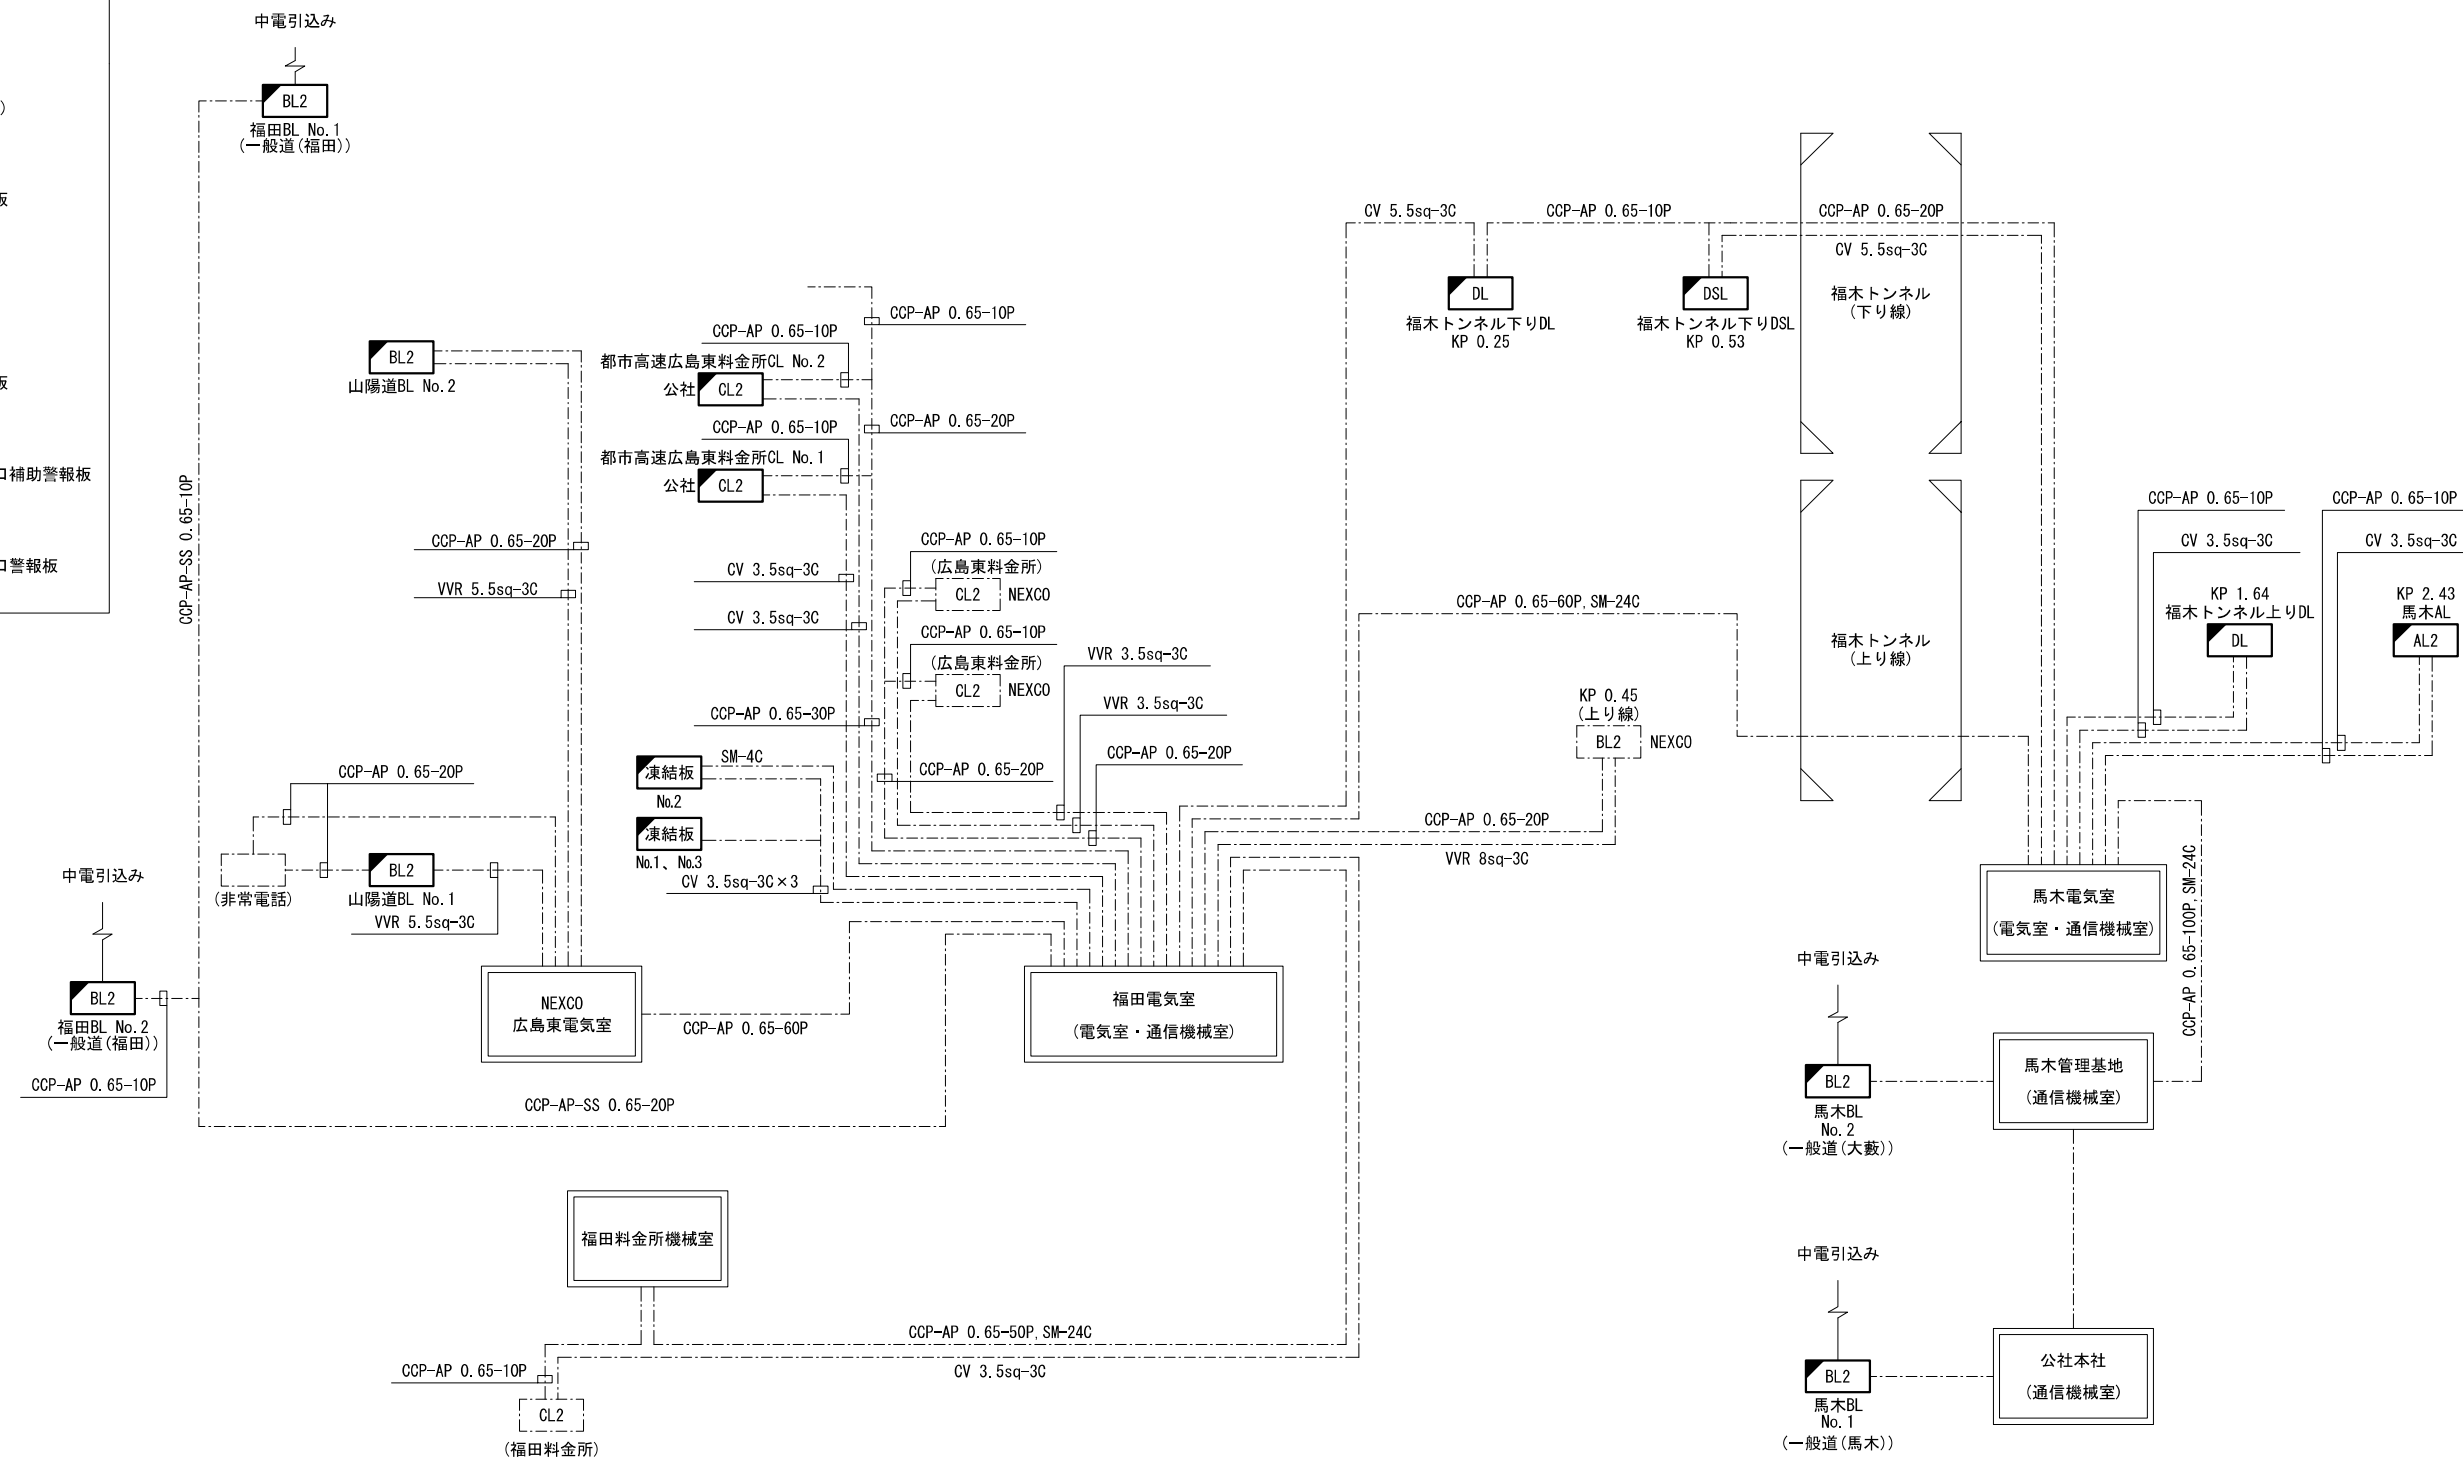 )
板
板
口補助警報板
口警報板
中電引込み
BL2
福田BL No.1
(一般道(福田))
CCP-AP-SS 0.65-10P
BL2
山陽道BL No.2
CCP-AP 0.65-20P
VVR 5.5sq-3C
CCP-AP 0.65-20P
(非常電話)
BL2
山陽道BL No.1
VVR 5.5sq-3C
中電引込み
BL2
福田BL No.2
(一般道(福田))
CCP-AP 0.65-10P
NEXCO
広島東電気室
CCP-AP 0.65-60P
CCP-AP-SS 0.65-20P
CCP-AP 0.65-10P
CCP-AP 0.65-10P
都市高速広島東料金所CL No.2
公社
CL2
CCP-AP 0.65-20P
CCP-AP 0.65-10P
都市高速広島東料金所CL No.1
公社
CL2
CV 3.5sq-3C
CV 3.5sq-3C
CCP-AP 0.65-30P
CCP-AP 0.65-10P
(広島東料金所)
CL2
NEXCO
CCP-AP 0.65-10P
(広島東料金所)
CL2
NEXCO
VVR 3.5sq-3C
VVR 3.5sq-3C
CCP-AP 0.65-20P
CCP-AP 0.65-20P
凍結板
No.2
SM-4C
凍結板
No.1、No.3
CV 3.5sq-3C×3
福田電気室
(電気室・通信機械室)
CV 5.5sq-3C
CCP-AP 0.65-10P
CCP-AP 0.65-20P
CV 5.5sq-3C
DL
福木トンネル下りDL
KP 0.25
DSL
福木トンネル下りDSL
KP 0.53
福木トンネル
(下り線)
CCP-AP 0.65-60P,SM-24C
福木トンネル
(上り線)
KP 0.45
(上り線)
BL2
NEXCO
CCP-AP 0.65-20P
VVR 8sq-3C
CCP-AP 0.65-10P
CV 3.5sq-3C
KP 1.64
福木トンネル上りDL
DL
CCP-AP 0.65-10P
CV 3.5sq-3C
KP 2.43
馬木AL
AL2
馬木電気室
(電気室・通信機械室)
CCP-AP 0.65-100P,SM-24C
中電引込み
BL2
馬木BL
No.2
(一般道(大藪))
馬木管理基地
(通信機械室)
中電引込み
BL2
馬木BL
No.1
(一般道(馬木))
公社本社
(通信機械室)
福田料金所機械室
CCP-AP 0.65-50P,SM-24C
CV 3.5sq-3C
CCP-AP 0.65-10P
CL2
(福田料金所)